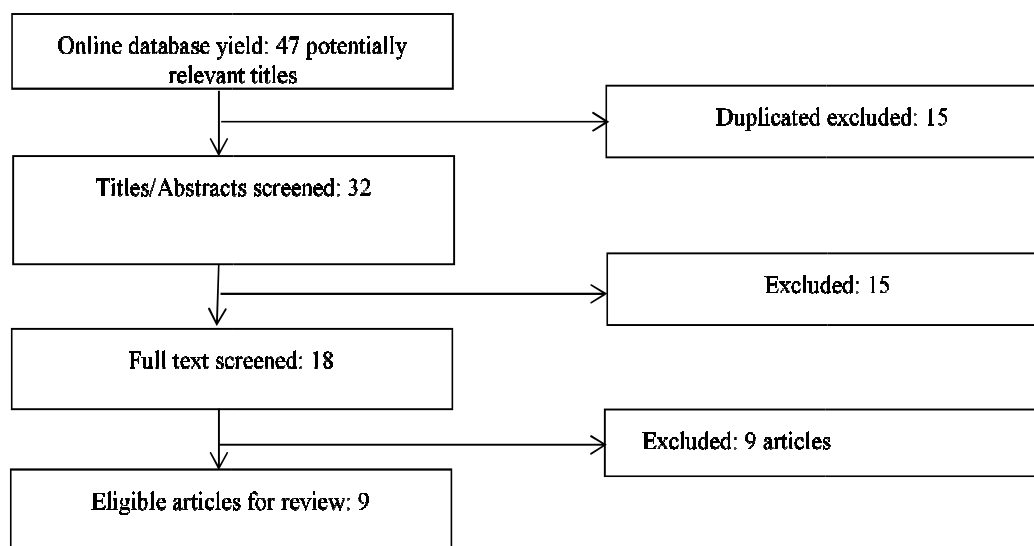 Online database yield: 47 potentially
relevant titles
Duplicated excluded: 15
Titles/Abstracts screened: 32
Excluded: 15
Full text screened: 18
Excluded: 9 articles
Eligible articles for review: 9